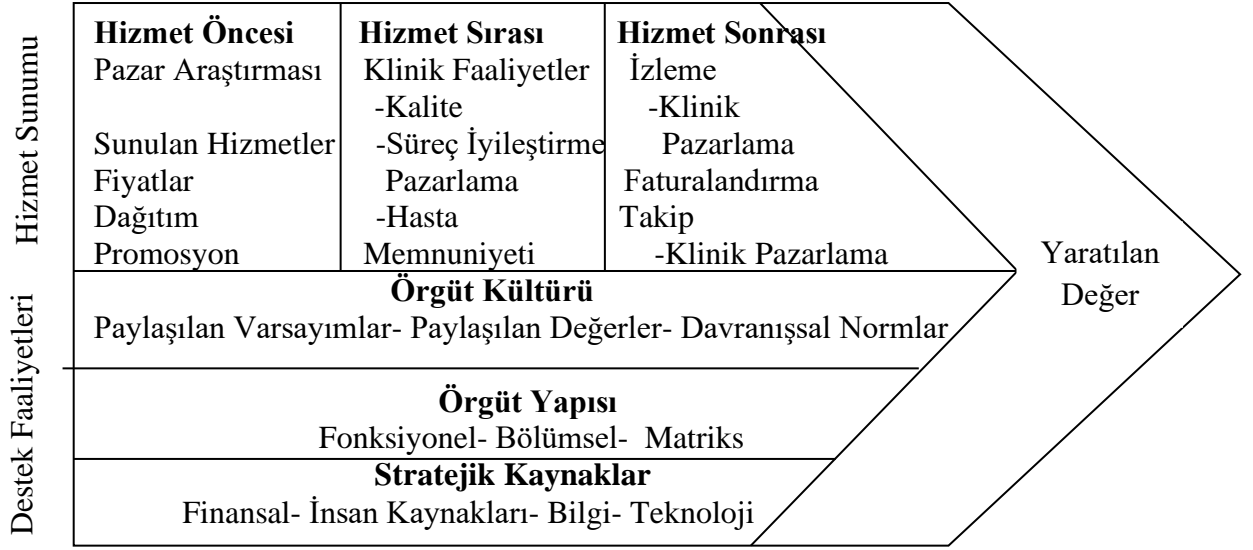 Hizmet Sunumu
Hizmet Öncesi
Pazar Araştırması
Sunulan Hizmetler
Fiyatlar
Dağıtım
Promosyon
Hizmet Sırası
Klinik Faaliyetler
-Kalite
-Süreç İyileştirme
Pazarlama
-Hasta
Memnuniyeti
Hizmet Sonrası
İzleme
-Klinik
Pazarlama
Faturalandırma
Takip
-Klinik Pazarlama
Yaratılan
Değer
Destek Faaliyetleri
Örgüt Kültürü
Paylaşılan Varsayımlar- Paylaşılan Değerler- Davranışsal Normlar
Örgüt Yapısı
Fonksiyonel- Bölümsel- Matriks
Stratejik Kaynaklar
Finansal- İnsan Kaynakları- Bilgi- Teknoloji